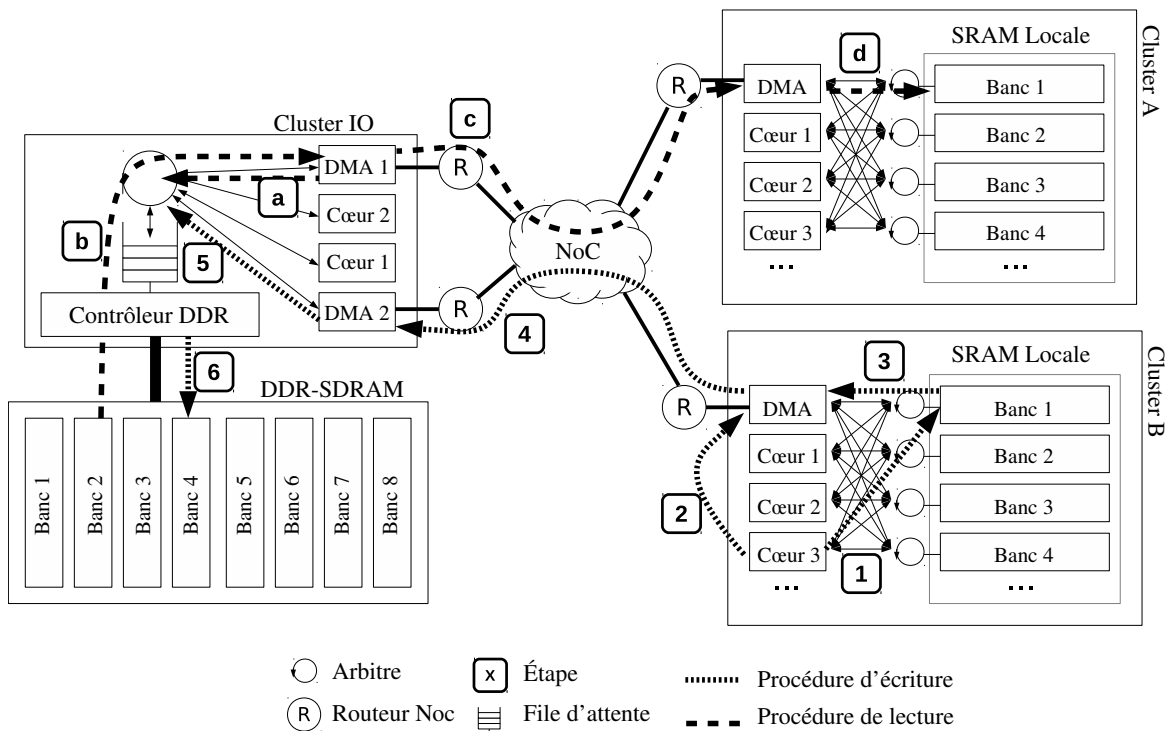 Cluster IO
DMA 1
Cœur 2
Cœur 1
DMA 2
Contrôleur DDR
DDR-SDRAM
Banc 1
Banc 2
Banc 3
Banc 4
Banc 5
Banc 6
Banc 7
Banc 8
a
b
5
6
c
R
R
4
NoC
R
R
2
Cluster A
SRAM Locale
DMA
Cœur 1
Cœur 2
Cœur 3
...
d
Banc 1
Banc 2
Banc 3
Banc 4
...
Cluster B
SRAM Locale
3
DMA
Cœur 1
Cœur 2
Cœur 3
...
1
Banc 1
Banc 2
Banc 3
Banc 4
...
Arbitre
x
Étape
Procédure d'écriture
R
Routeur Noc
File d'attente
Procédure de lecture